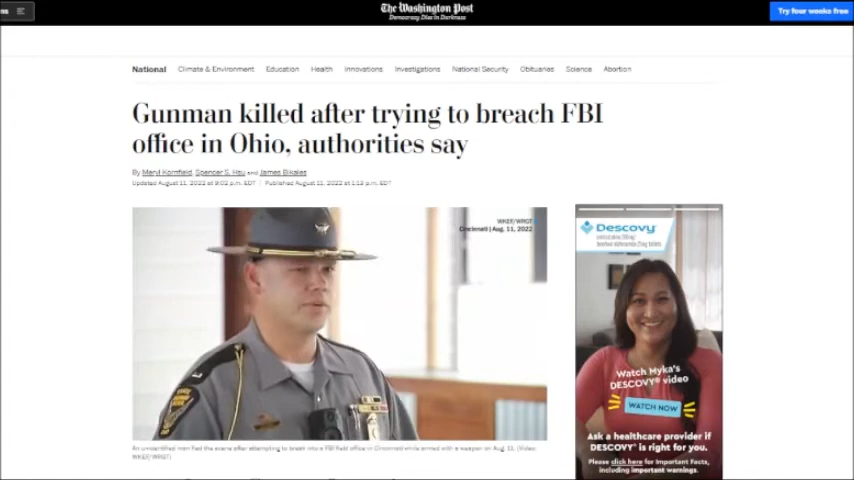 The Washington Post
Democracy Dies in Darkness
Try four weeks free
National Climate & Environment Education Health Innovations Investigations National Security Obituaries Science Abortion
Gunman killed after trying to breach FBI
office in Ohio, authorities say
By Meryl Kornfield, Spencer S. Hsu and James Bikales
Updated August 11, 2022 at 9:02 p.m. EDT | Published August 11, 2022 at 1:13 p.m. EDT
WKEF/WRGT
Cincinnati | Aug. 11, 2022
An unidentified man fled the scene after attempting to break into a FBI field office in Cincinnati while armed with a weapon on Aug. 11. (Video:
WKEF/WRGT)
Descovy
Watch Myka's
DESCOVY® video
WATCH NOW
Ask a healthcare provider if
DESCOVY® is right for you.
Please click here for Important Facts,
including important warnings.